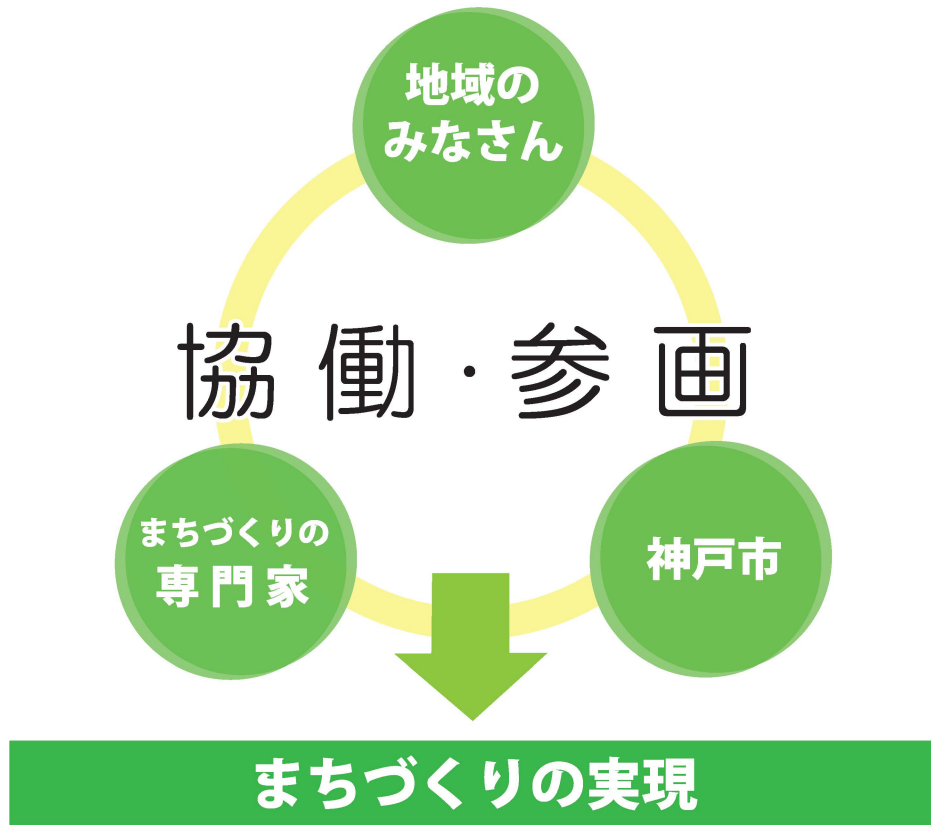 地域の
みなさん
協働・参画
まちづくりの
専門家
神戸市
まちづくりの実現